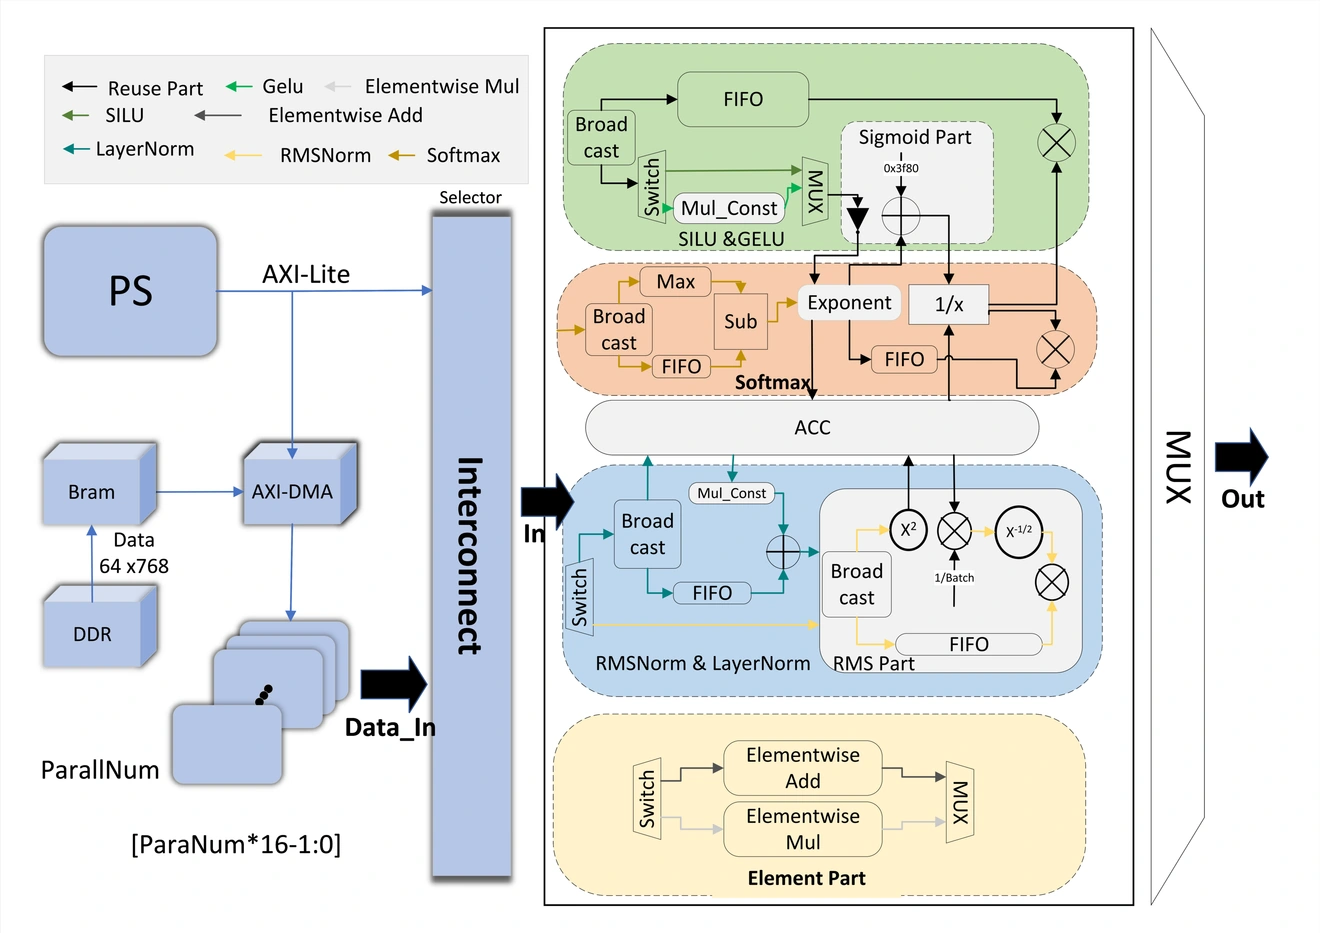 Reuse Part
Gelu
Elementwise Mul
SILU
Elementwise Add
LayerNorm
RMSNorm
Softmax
Selector
PS
AXI-Lite
Bram
AXI-DMA
Data
64 x768
DDR
ParallNum
Data_In
[ParaNum*16-1:0]
Interconnect
In
FIFO
Broad
cast
Switch
Mul_Const
MUX
SILU &GELU
Sigmoid Part
0x3f80
Max
Broad
cast
Sub
FIFO
Softmax
Exponent
1/x
FIFO
ACC
Mul_Const
Broad
cast
FIFO
Switch
RMSNorm & LayerNorm
X²
X⁻¹/²
1/Batch
Broad
cast
FIFO
RMS Part
Switch
Elementwise
Add
Elementwise
Mul
MUX
Element Part
MUX
Out